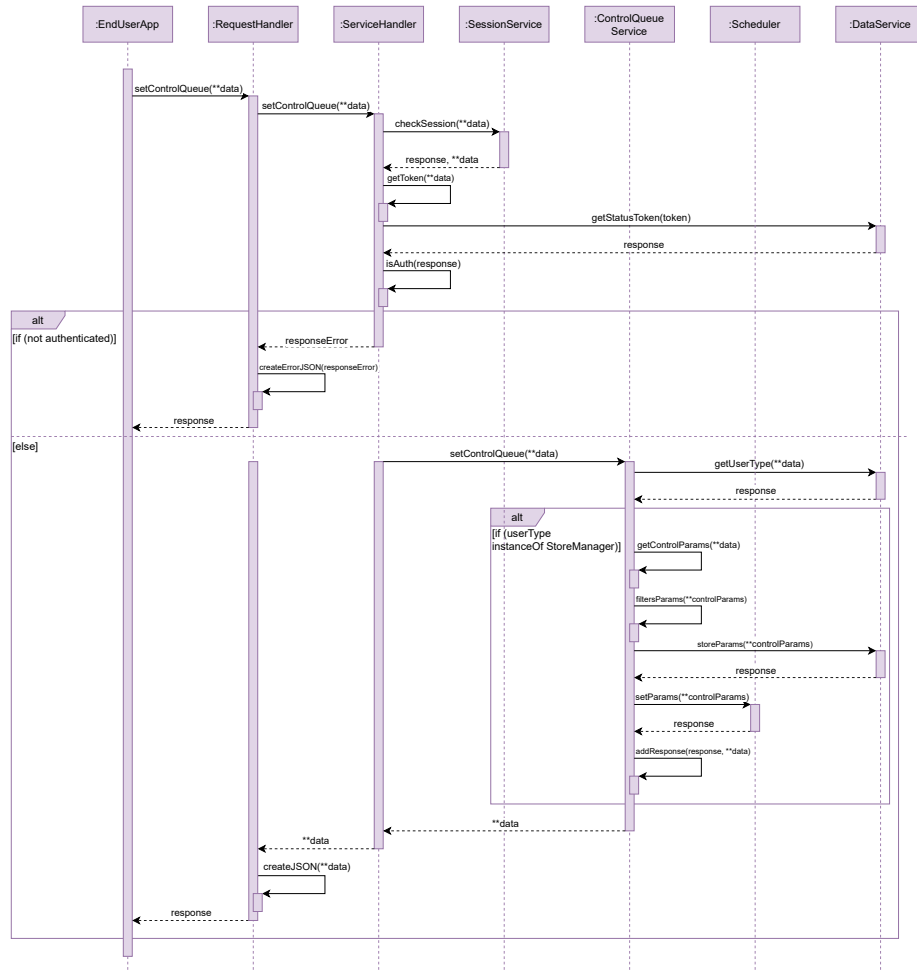 :EndUserApp
:RequestHandler
:ServiceHandler
:SessionService
:ControlQueue
Service
:Scheduler
:DataService
setControlQueue(**data)
setControlQueue(**data)
checkSession(**data)
response, **data
getToken(**data)
getStatusToken(token)
response
isAuth(response)
alt
[if (not authenticated)]
responseError
createErrorJSON(responseError)
response
[else]
setControlQueue(**data)
getUserType(**data)
response
alt
[if (userType
instanceOf StoreManager)]
getControlParams(**data)
filtersParams(**controlParams)
storeParams(**controlParams)
response
setParams(**controlParams)
response
addResponse(response, **data)
**data
**data
createJSON(**data)
response